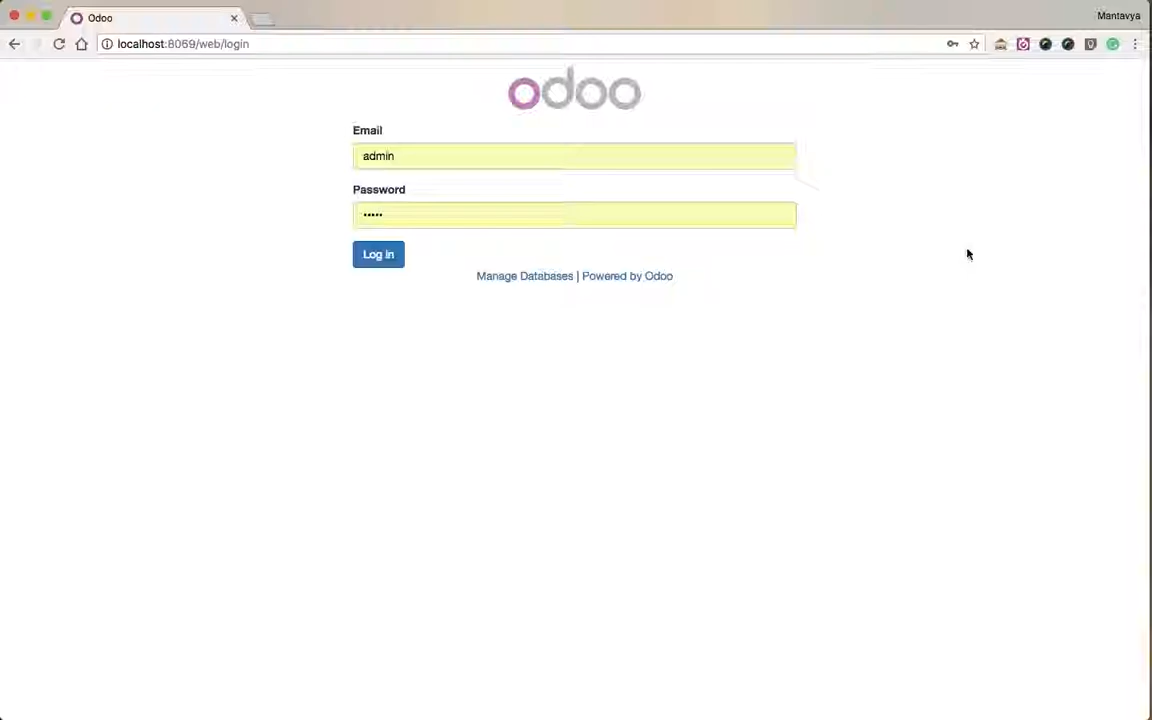 Odoo
Mantavya
localhost:8069/web/login
odoo
Email
admin
Password
•••••
Log in
Manage Databases | Powered by Odoo